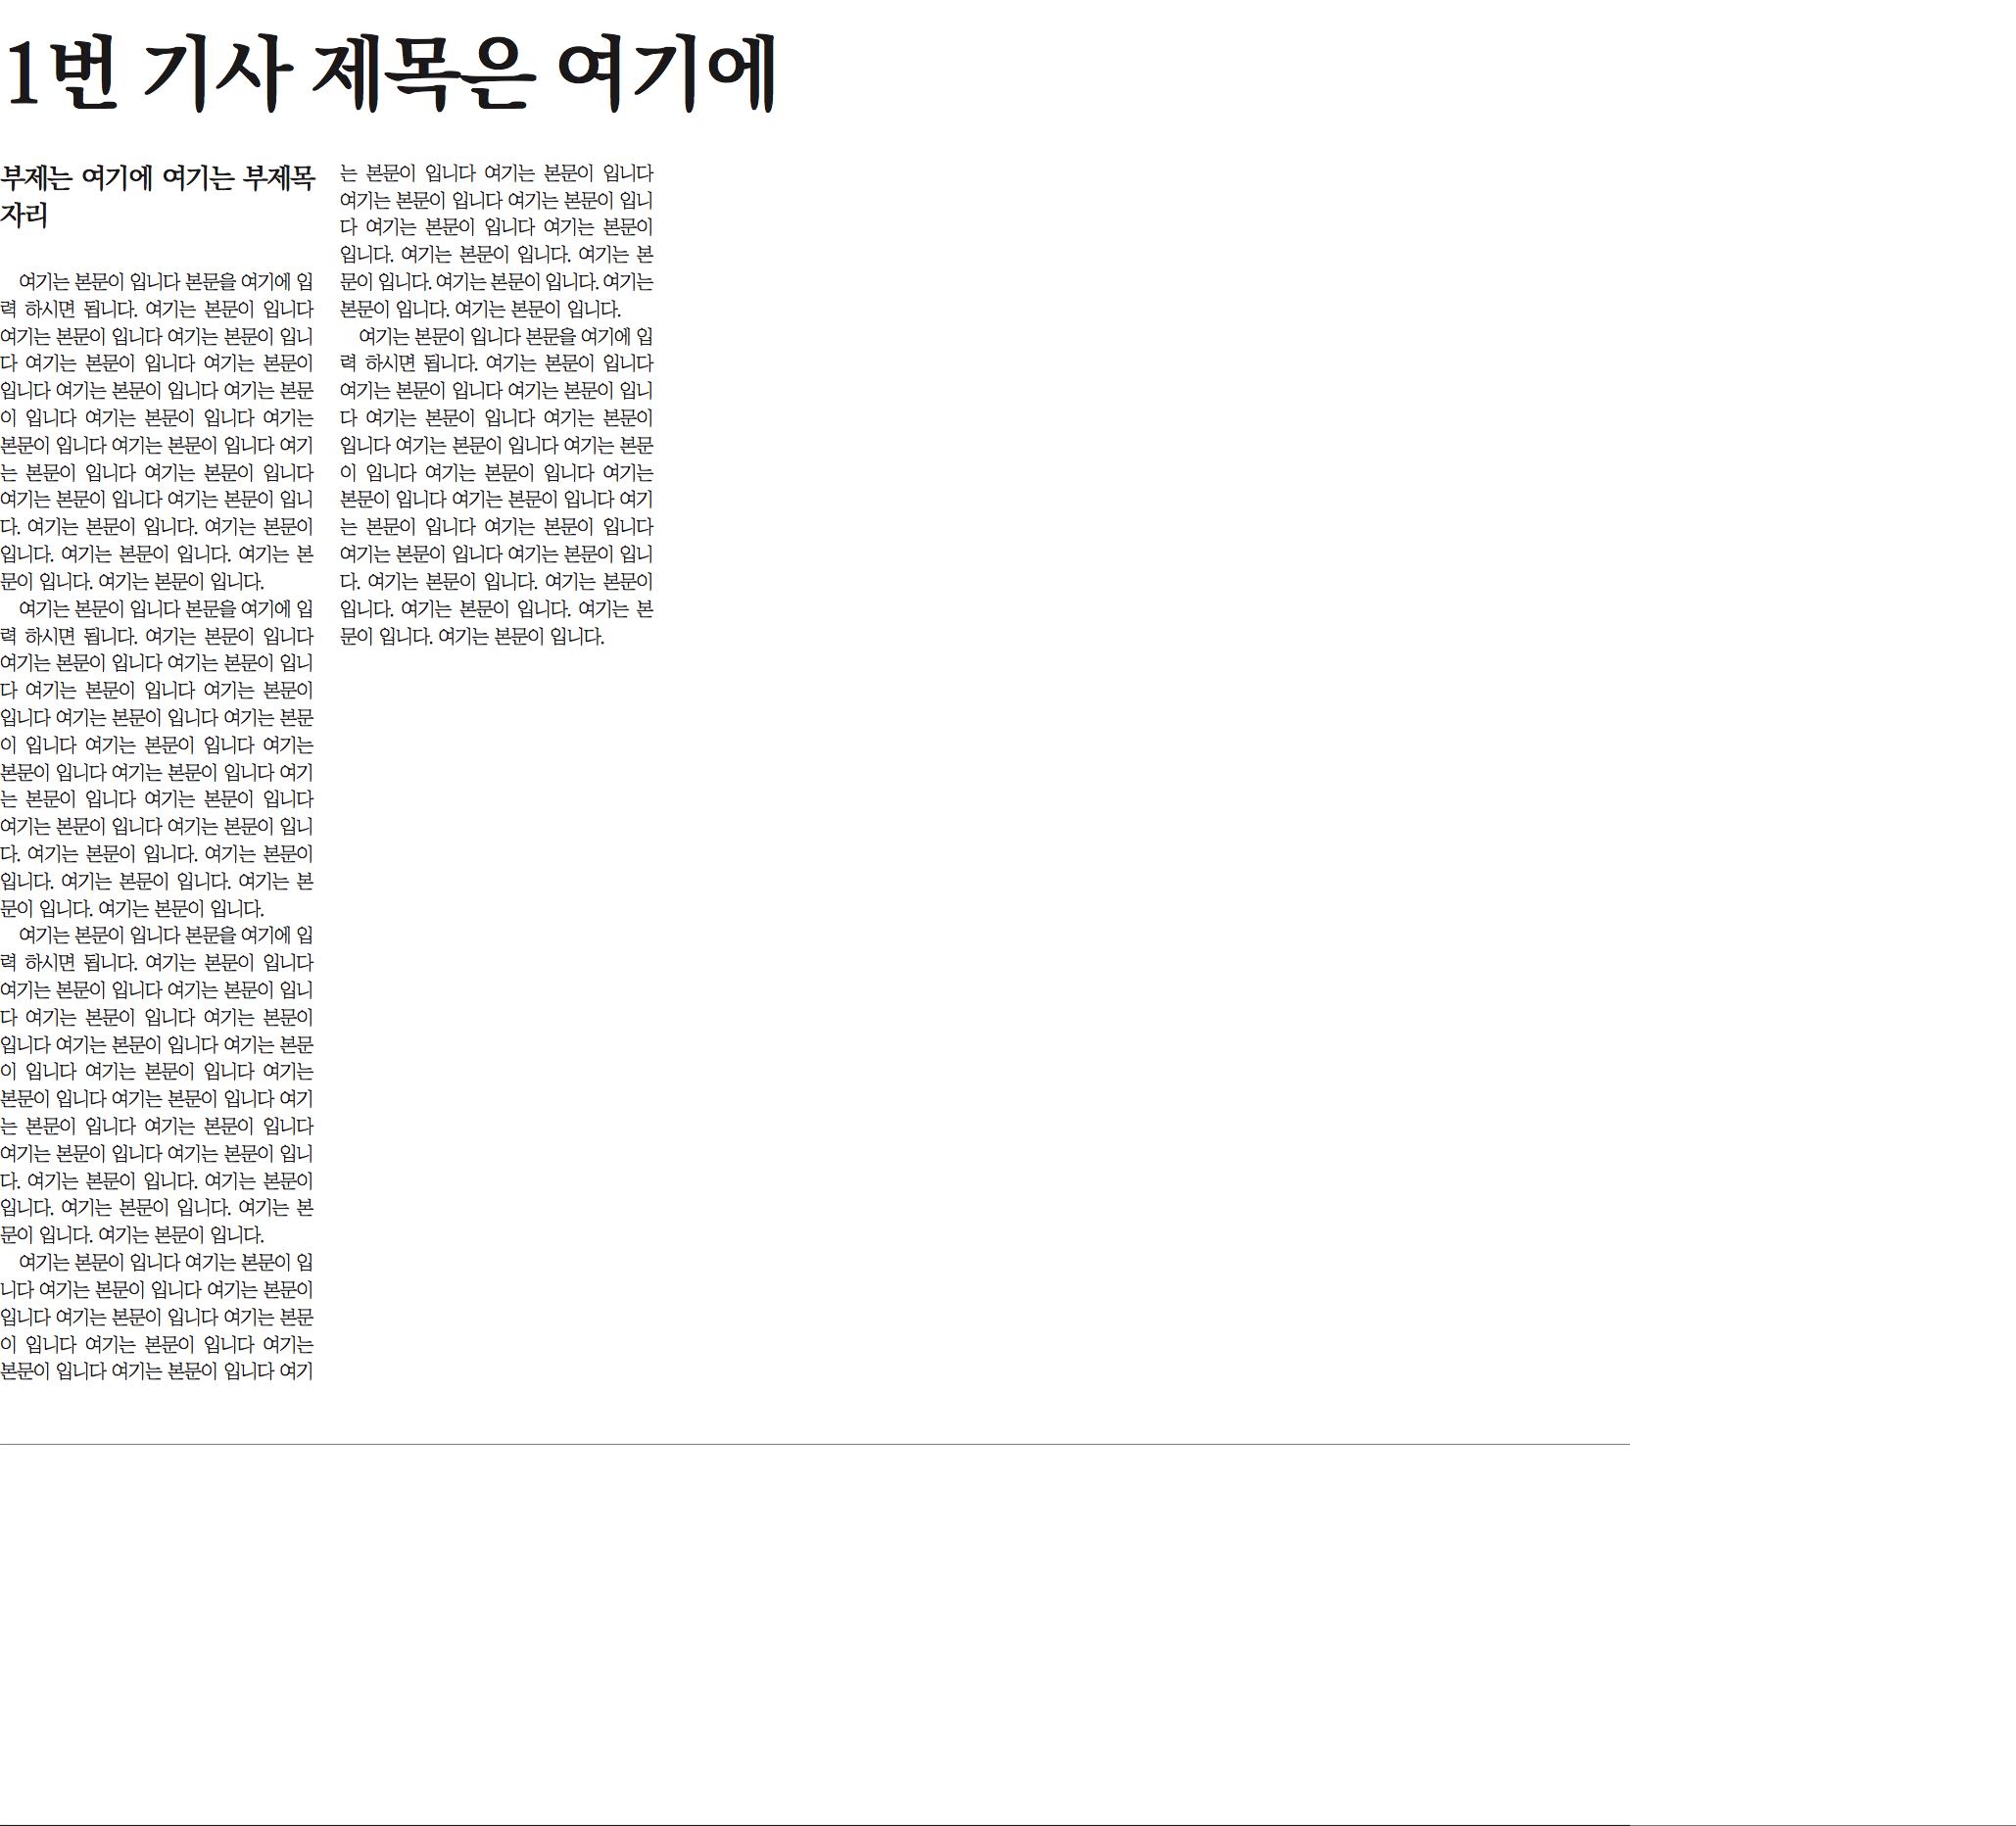 1번 기사 제목은 여기에
부제는 여기에 여기는 부제목
자리
여기는 본문이 입니다 본문을 여기에 입
력 하시면 됩니다. 여기는 본문이 입니다
여기는 본문이 입니다 여기는 본문이 입니
다 여기는 본문이 입니다 여기는 본문이
입니다 여기는 본문이 입니다 여기는 본문
이 입니다 여기는 본문이 입니다 여기는
본문이 입니다 여기는 본문이 입니다 여기
는 본문이 입니다 여기는 본문이 입니다
여기는 본문이 입니다 여기는 본문이 입니
다. 여기는 본문이 입니다. 여기는 본문이
입니다. 여기는 본문이 입니다. 여기는 본
문이 입니다. 여기는 본문이 입니다.
여기는 본문이 입니다 본문을 여기에 입
력 하시면 됩니다. 여기는 본문이 입니다
여기는 본문이 입니다 여기는 본문이 입니
다 여기는 본문이 입니다 여기는 본문이
입니다 여기는 본문이 입니다 여기는 본문
이 입니다 여기는 본문이 입니다 여기는
본문이 입니다 여기는 본문이 입니다 여기
는 본문이 입니다 여기는 본문이 입니다
여기는 본문이 입니다 여기는 본문이 입니
다. 여기는 본문이 입니다. 여기는 본문이
입니다. 여기는 본문이 입니다. 여기는 본
문이 입니다. 여기는 본문이 입니다.
여기는 본문이 입니다 본문을 여기에 입
력 하시면 됩니다. 여기는 본문이 입니다
여기는 본문이 입니다 여기는 본문이 입니
다 여기는 본문이 입니다 여기는 본문이
입니다 여기는 본문이 입니다 여기는 본문
이 입니다 여기는 본문이 입니다 여기는
본문이 입니다 여기는 본문이 입니다 여기
는 본문이 입니다 여기는 본문이 입니다
여기는 본문이 입니다 여기는 본문이 입니
다. 여기는 본문이 입니다. 여기는 본문이
입니다. 여기는 본문이 입니다. 여기는 본
문이 입니다. 여기는 본문이 입니다.
여기는 본문이 입니다 여기는 본문이 입
니다 여기는 본문이 입니다 여기는 본문이
입니다 여기는 본문이 입니다 여기는 본문
이 입니다 여기는 본문이 입니다 여기는
본문이 입니다 여기는 본문이 입니다 여기
는 본문이 입니다 여기는 본문이 입니다
여기는 본문이 입니다 여기는 본문이 입니
다 여기는 본문이 입니다 여기는 본문이
입니다. 여기는 본문이 입니다. 여기는 본
문이 입니다. 여기는 본문이 입니다. 여기는
본문이 입니다. 여기는 본문이 입니다.
여기는 본문이 입니다 본문을 여기에 입
력 하시면 됩니다. 여기는 본문이 입니다
여기는 본문이 입니다 여기는 본문이 입니
다 여기는 본문이 입니다 여기는 본문이
입니다 여기는 본문이 입니다 여기는 본문
이 입니다 여기는 본문이 입니다 여기는
본문이 입니다 여기는 본문이 입니다 여기
는 본문이 입니다 여기는 본문이 입니다
여기는 본문이 입니다 여기는 본문이 입니
다. 여기는 본문이 입니다. 여기는 본문이
입니다. 여기는 본문이 입니다. 여기는 본
문이 입니다. 여기는 본문이 입니다.